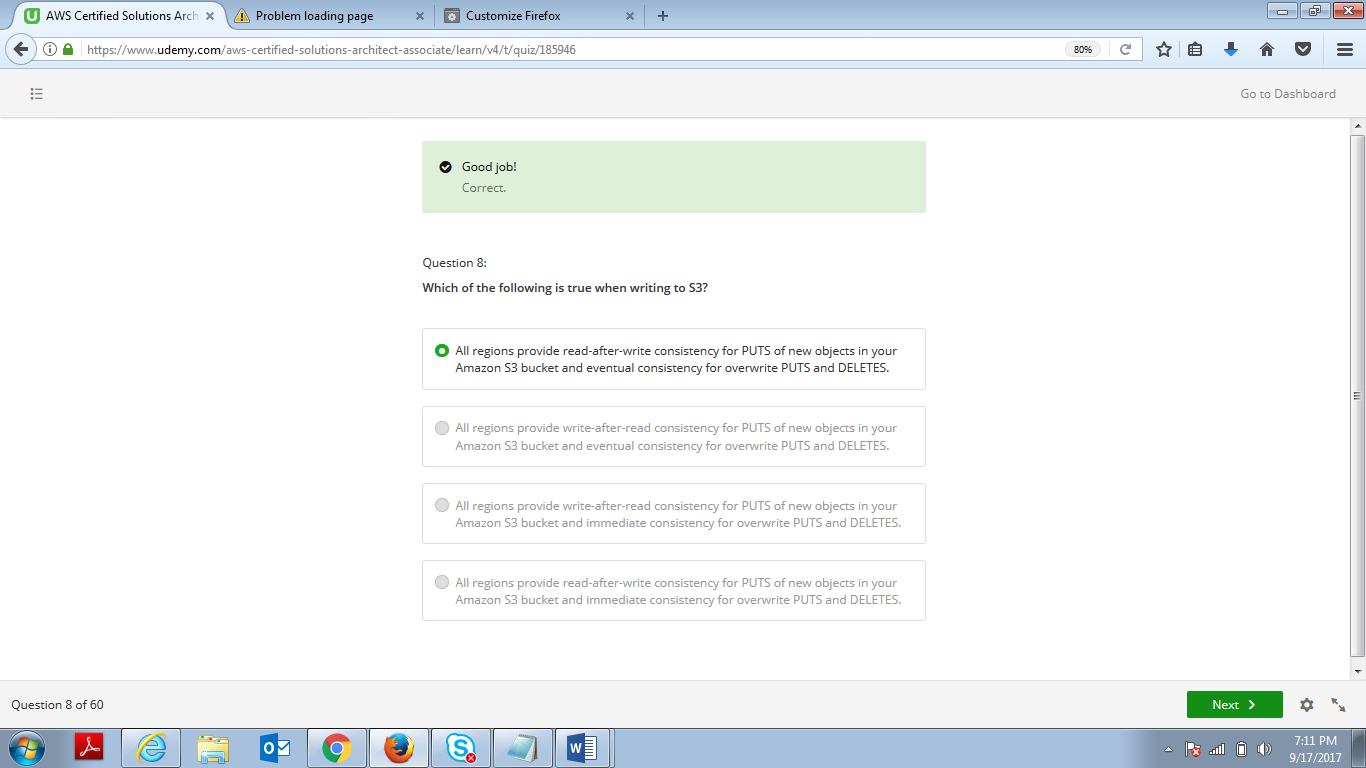 AWS Certified Solutions Arch
Problem loading page
Customize Firefox
https://www.udemy.com/aws-certified-solutions-architect-associate/learn/v4/t/quiz/185946
80%
Go to Dashboard
Good job!
Correct.
Question 8:
Which of the following is true when writing to S3?
All regions provide read-after-write consistency for PUTS of new objects in your
Amazon S3 bucket and eventual consistency for overwrite PUTS and DELETES.
All regions provide write-after-read consistency for PUTS of new objects in your
Amazon S3 bucket and eventual consistency for overwrite PUTS and DELETES.
All regions provide write-after-read consistency for PUTS of new objects in your
Amazon S3 bucket and immediate consistency for overwrite PUTS and DELETES.
All regions provide read-after-write consistency for PUTS of new objects in your
Amazon S3 bucket and immediate consistency for overwrite PUTS and DELETES.
Question 8 of 60
Next
7:11 PM
9/17/2017